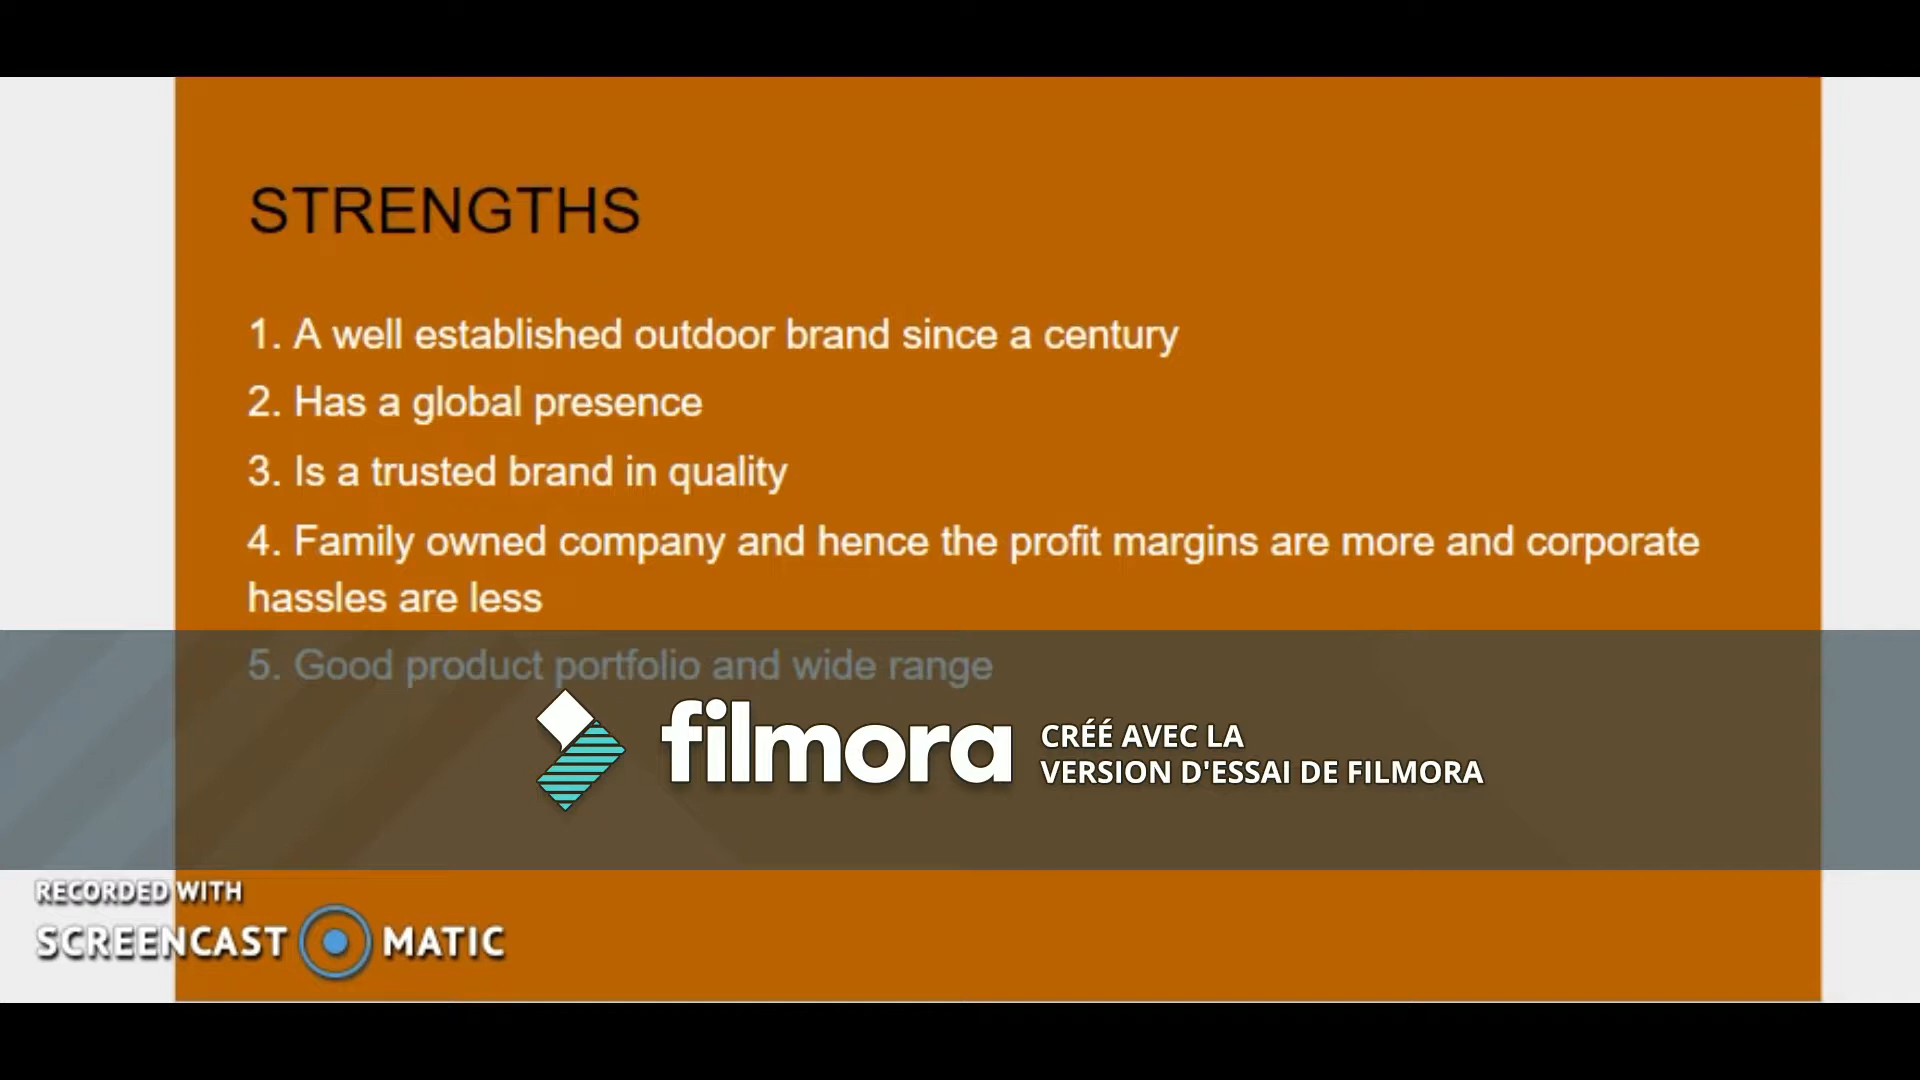 STRENGTHS
1. A well established outdoor brand since a century
2. Has a global presence
3. Is a trusted brand in quality
4. Family owned company and hence the profit margins are more and corporate
hassles are less
5. Good product portfolio and wide range
filmora
CRÉÉ AVEC LA
VERSION D'ESSAI DE FILMORA
RECORDED WITH
SCREENCAST MATIC